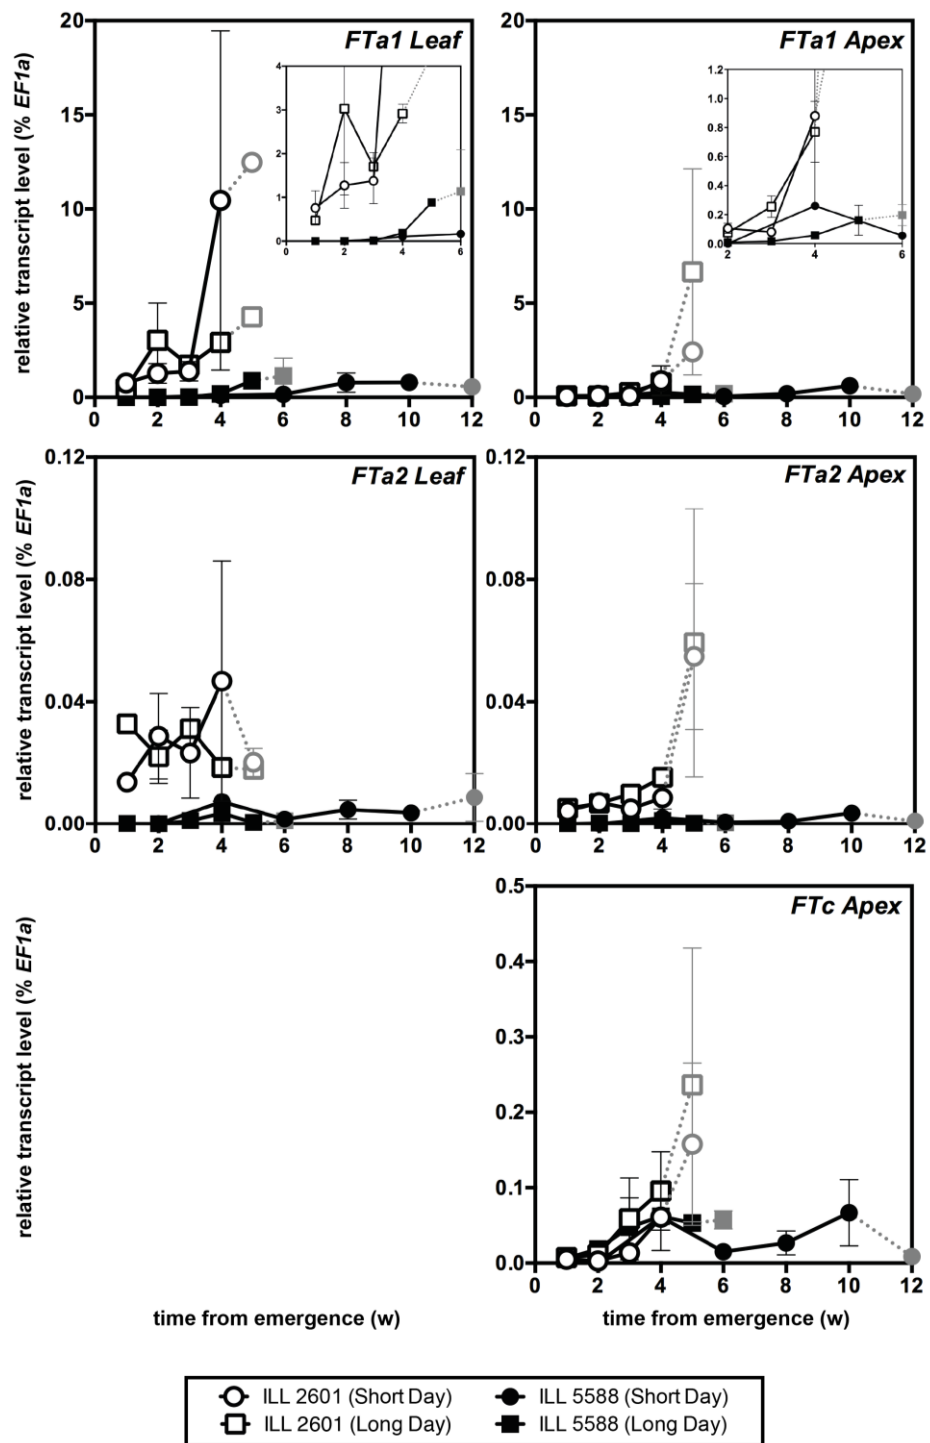 FTa1 Leaf
20
15
10
5
0
0 2 4 6 8 10 12
relative transcript level (% EF1a)
4
3
2
1
0
0 2 4 6
FTa1 Apex
20
15
10
5
0
0 2 4 6 8 10 12
1.2
1.0
0.8
0.6
0.4
0.2
0.0
2 4 6
FTa2 Leaf
0.12
0.08
0.04
0.00
0 2 4 6 8 10 12
relative transcript level (% EF1a)
FTa2 Apex
0.12
0.08
0.04
0.00
0 2 4 6 8 10 12
relative transcript level (% EF1a)
FTc Apex
0.5
0.4
0.3
0.2
0.1
0.0
0 2 4 6 8 10 12
time from emergence (w)
time from emergence (w)
ILL 2601 (Short Day) ILL 5588 (Short Day)
ILL 2601 (Long Day) ILL 5588 (Long Day)